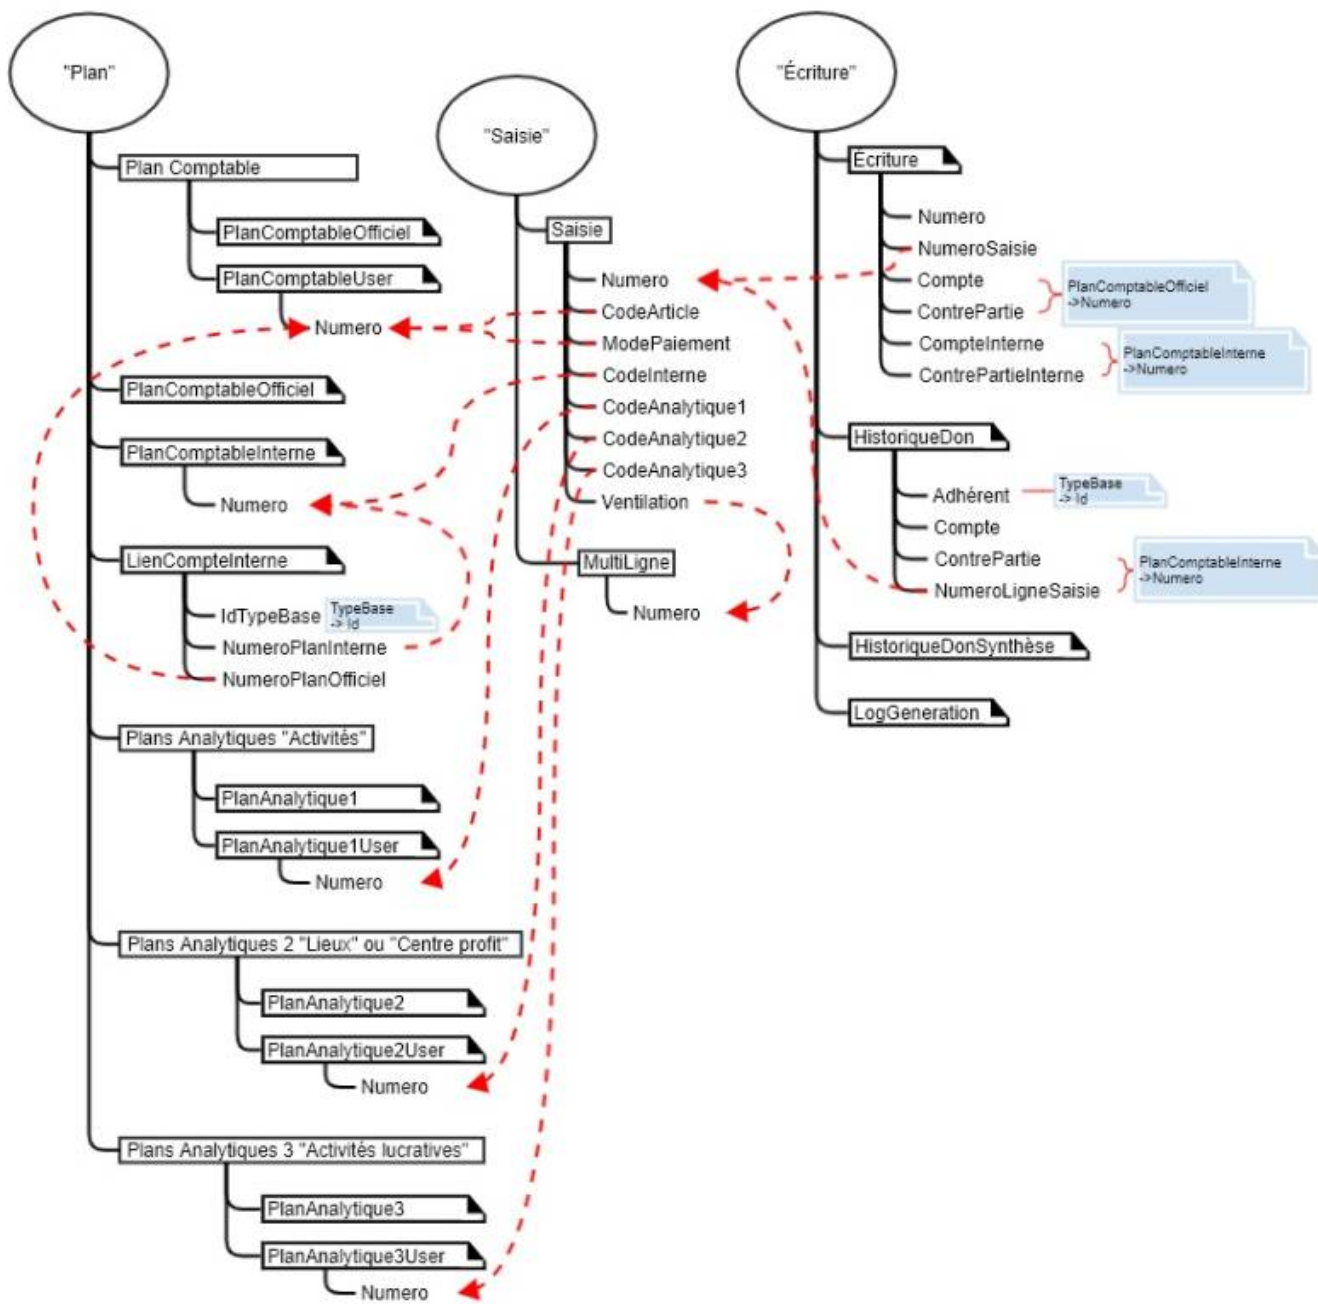 "Plan"
Plan Comptable
PlanComptableOfficiel
PlanComptableUser
Numero
PlanComptableOfficiel
PlanComptableInterne
Numero
LienCompteInterne
IdTypeBase
TypeBase
-> Id
NumeroPlanInterne
NumeroPlanOfficiel
Plans Analytiques "Activités"
PlanAnalytique1
PlanAnalytique1User
Numero
Plans Analytiques 2 "Lieux" ou "Centre profit"
PlanAnalytique2
PlanAnalytique2User
Numero
Plans Analytiques 3 "Activités lucratives"
PlanAnalytique3
PlanAnalytique3User
Numero
"Saisie"
Saisie
Numero
CodeArticle
ModePaiement
CodeInterne
CodeAnalytique1
CodeAnalytique2
CodeAnalytique3
Ventilation
MultiLigne
Numero
"Écriture"
Écriture
Numero
NumeroSaisie
Compte
ContrePartie
PlanComptableOfficiel
->Numero
CompteInterne
ContrePartieInterne
PlanComptableInterne
->Numero
HistoriqueDon
Adhérent
TypeBase
-> Id
Compte
ContrePartie
NumeroLigneSaisie
PlanComptableInterne
->Numero
HistoriqueDonSynthèse
LogGeneration